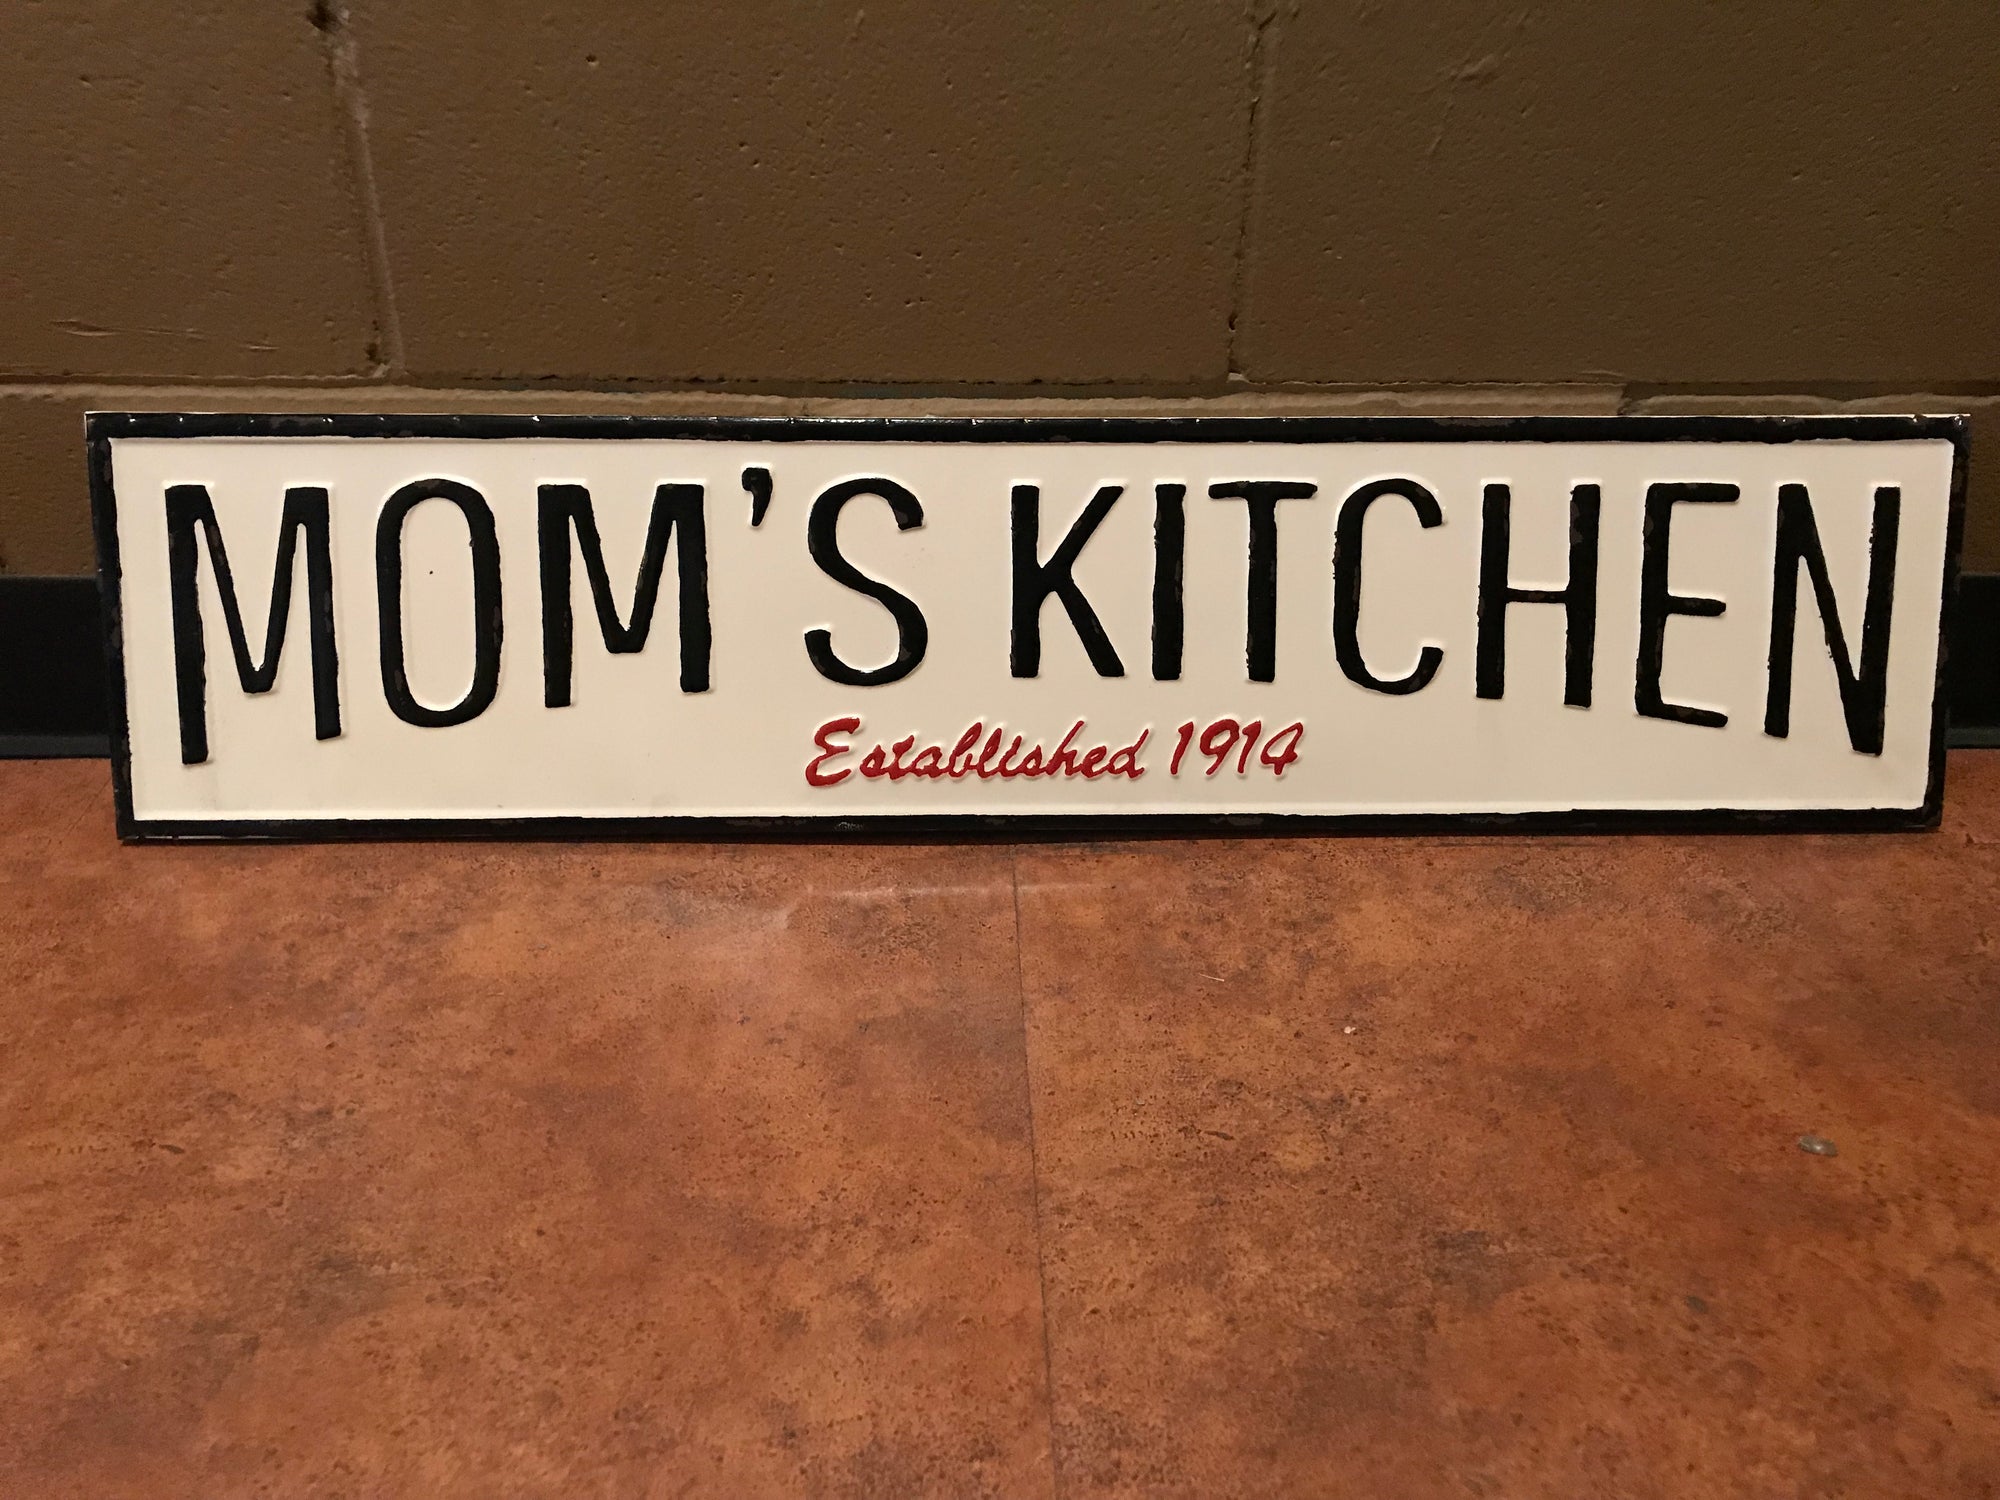 MOM'S KITCHEN
Established 1914